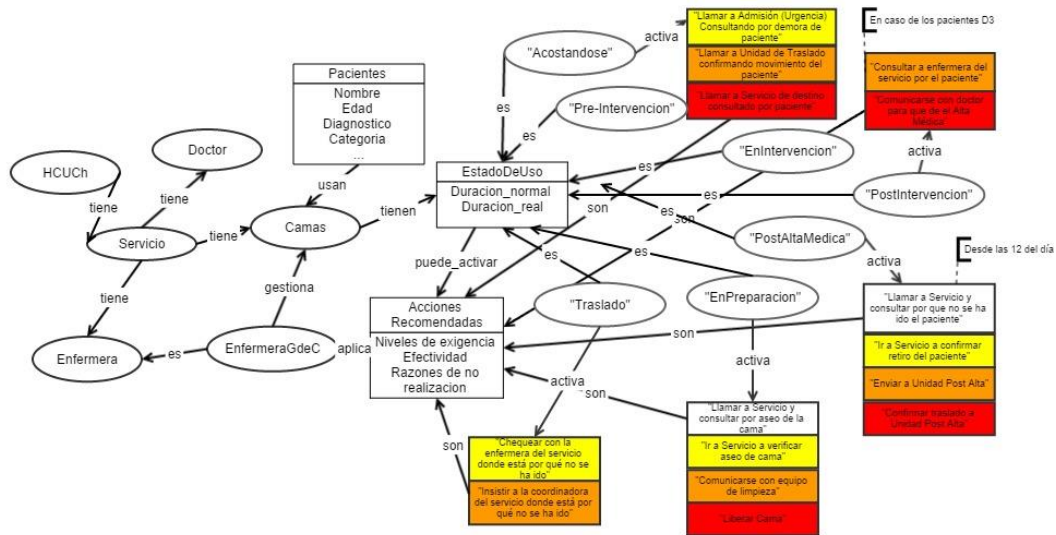 "Llamar a Admisión (Urgencia)
Consultando por demora de
paciente"
"Llamar a Unidad de Traslado
confirmando movimiento del
paciente"
"Llamar a Servicio de destino
consultado por paciente"
En caso de los pacientes D3
"Consultar a enfermera del
servicio por el paciente"
"Comunicarse con doctor
para que de el Alta
Médica"
"Acostandose"
activa
es
"Pre-Intervencion"
es
Pacientes
Nombre
Edad
Diagnostico
Categoria
...
usan
HCUCh
tiene
Doctor
tiene
Servicio
tiene
Camas
tienen
EstadoDeUso
Duracion_normal
Duracion_real
"EnIntervencion"
es
activa
"PostIntervencion"
es
son
son
"PostAltaMedica"
es
activa
Desde las 12 del día
puede_activar
es
es
tiene
gestiona
Enfermera
es
EnfermeraGdeC
aplica
Acciones
Recomendadas
Niveles de exigencia
Efectividad
Razones de no
realizacion
"Traslado"
"EnPreparacion"
son
activa
activa
son
"Llamar a Servicio y
consultar por que no se ha
ido el paciente"
"Ir a Servicio a confirmar
retiro del paciente"
"Enviar a Unidad Post Alta"
"Confirmar traslado a
Unidad Post Alta"
son
"Chequear con la
enfermera del servicio
donde está por qué no se
ha ido"
"Insistir a la coordinadora
del servicio donde está por
qué no se ha ido"
"Llamar a Servicio y
consultar por aseo de la
cama"
"Ir a Servicio a verificar
aseo de cama"
"Comunicarse con equipo
de limpieza"
"Liberar Cama"